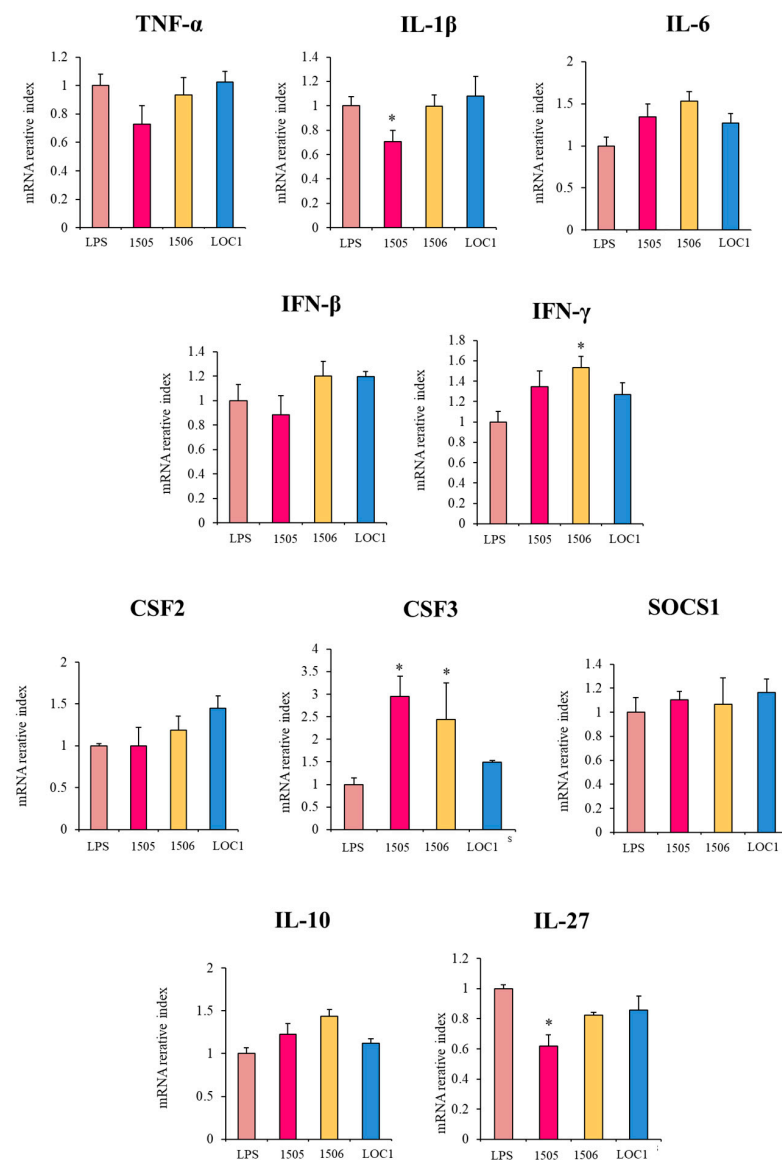 TNF-α
mRNA rerative index
1.2
1
0.8
0.6
0.4
0.2
0
LPS 1505 1506 LOC1
IL-1β
mRNA rerative index
1.4
1.2
1
0.8
0.6
0.4
0.2
0
*
LPS 1505 1506 LOC1
IL-6
mRNA rerative index
2
1.5
1
0.5
0
LPS 1505 1506 LOC1
IFN-β
mRNA rerative index
1.4
1.2
1
0.8
0.6
0.4
0.2
0
LPS 1505 1506 LOC1
IFN-γ
mRNA rerative index
1.8
1.6
1.4
1.2
1
0.8
0.6
0.4
0.2
0
*
LPS 1505 1506 LOC1
CSF2
mRNA rerative index
2
1.5
1
0.5
0
LPS 1505 1506 LOC1
CSF3
mRNA rerative index
4
3.5
3
2.5
2
1.5
1
0.5
0
* *
LPS 1505 1506 LOC1 s
SOCS1
mRNA rerative index
1.4
1.2
1
0.8
0.6
0.4
0.2
0
LPS 1505 1506 LOC1
IL-10
mRNA rerative index
2
1.5
1
0.5
0
LPS 1505 1506 LOC1
IL-27
mRNA rerative index
1.2
1
0.8
0.6
0.4
0.2
0
*
LPS 1505 1506 LOC1